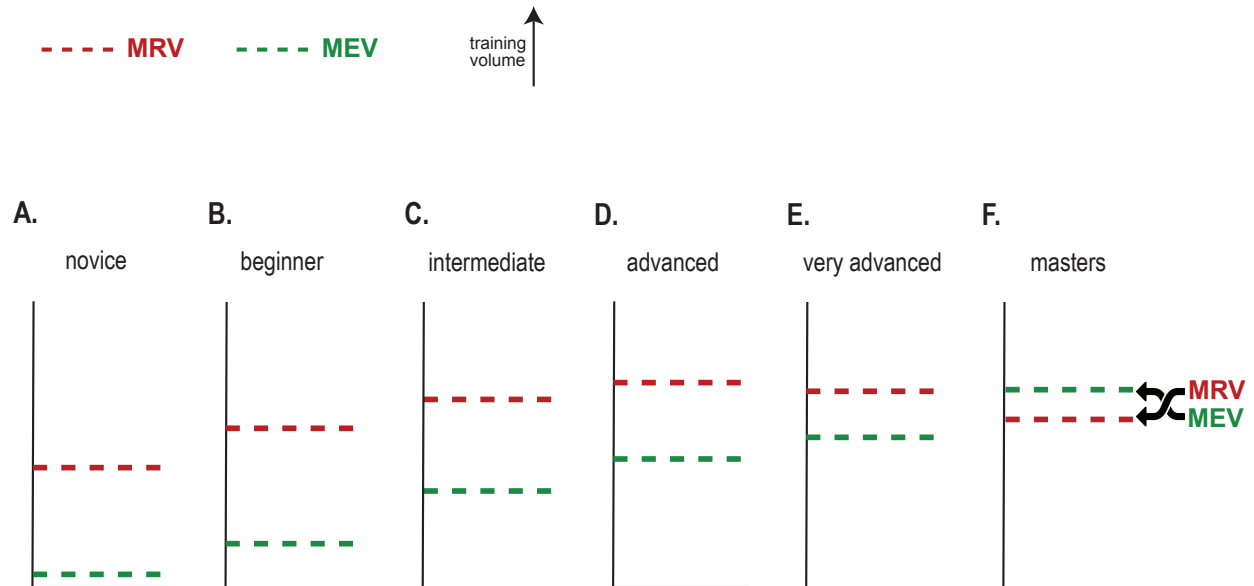 MRV
MEV
training
volume
A.
novice
B.
beginner
C.
intermediate
D.
advanced
E.
very advanced
F.
masters
MRV
MEV